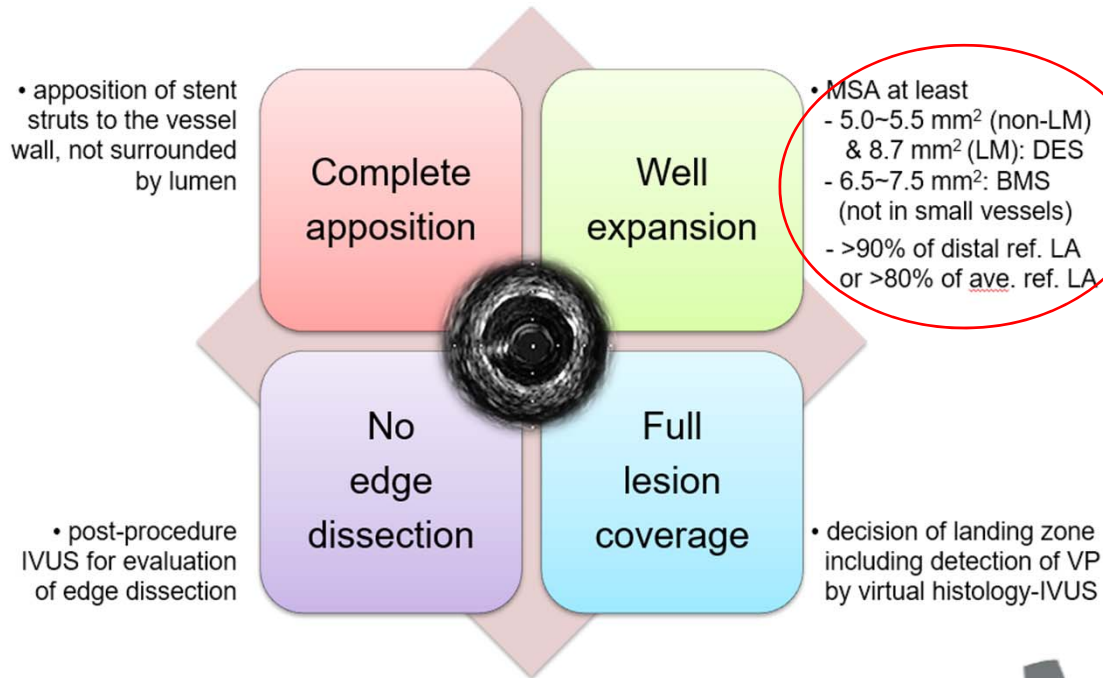 • apposition of stent
struts to the vessel
wall, not surrounded
by lumen
Complete
apposition
Well
expansion
• MSA at least
- 5.0~5.5 mm² (non-LM)
& 8.7 mm² (LM): DES
- 6.5~7.5 mm²: BMS
(not in small vessels)
- >90% of distal ref. LA
or >80% of ave. ref. LA
No
edge
dissection
Full
lesion
coverage
• post-procedure
IVUS for evaluation
of edge dissection
• decision of landing zone
including detection of VP
by virtual histology-IVUS